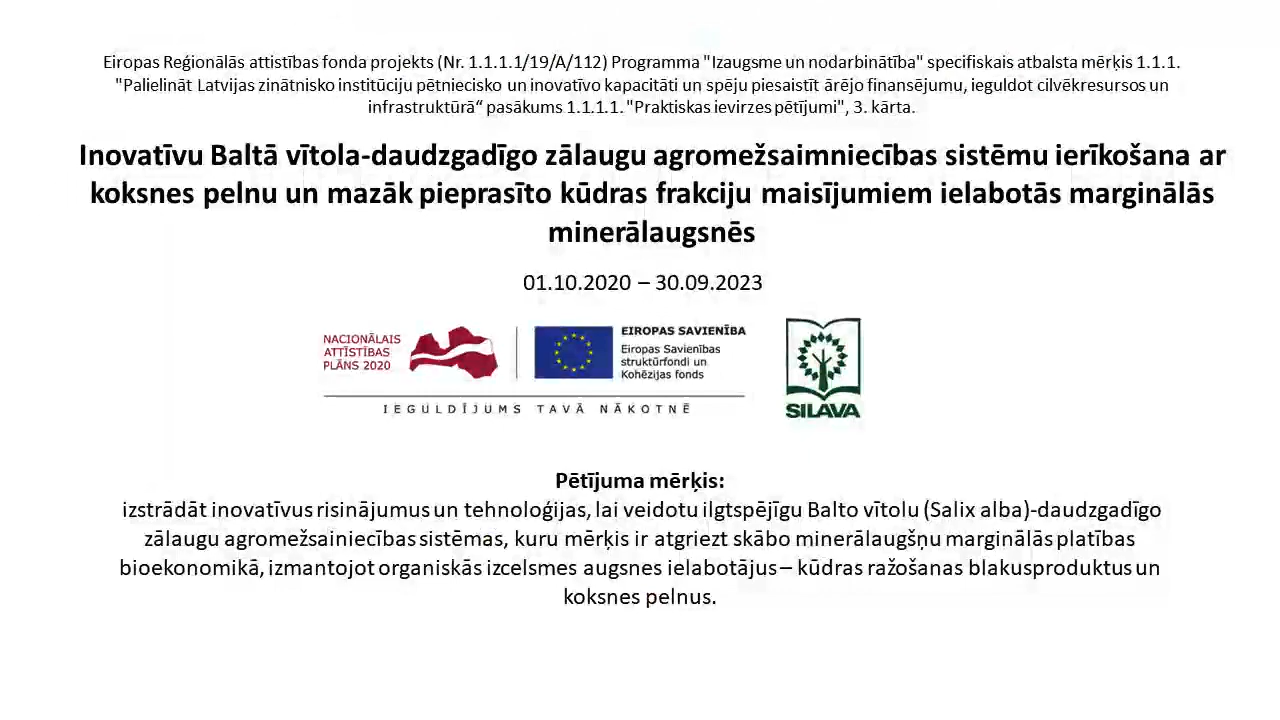 Eiropas Reģionālās attistības fonda projekts (Nr. 1.1.1.1/19/A/112) Programma "Izaugsme un nodarbinātība" specifiskais atbalsta mērķis 1.1.1.
"Palielināt Latvijas zinātnisko institūciju pētniecisko un inovatīvo kapacitāti un spēju piesaistīt ārējo finansējumu, ieguldot cilvēkresursos un
infrastruktūrā“ pasākums 1.1.1.1. "Praktiskas ievirzes pētījumi", 3. kārta.
Inovatīvu Baltā vītola-daudzgadīgo zālaugu agromežsaimniecības sistēmu ierīkošana ar
koksnes pelnu un mazāk pieprasīto kūdras frakciju maisījumiem ielabotās marginālās
minerālaugsnēs
01.10.2020 – 30.09.2023
NACIONĀLAIS
ATTĪSTĪBAS
PLĀNS 2020
EIROPAS SAVIENĪBA
Eiropas Savienības
struktūrfondi un
Kohēzijas fonds
IEGULDĪJUMS TAVĀ NĀKOTNĒ
SILAVA
Pētījuma mērķis:
izstrādāt inovatīvus risinājumus un tehnoloģijas, lai veidotu ilgtspējīgu Balto vītolu (Salix alba)-daudzgadīgo
zālaugu agromežsainiecības sistēmas, kuru mērķis ir atgriezt skābo minerālaugšņu marginālās platības
bioekonomikā, izmantojot organiskās izcelsmes augsnes ielabotājus – kūdras ražošanas blakusproduktus un
koksnes pelnus.